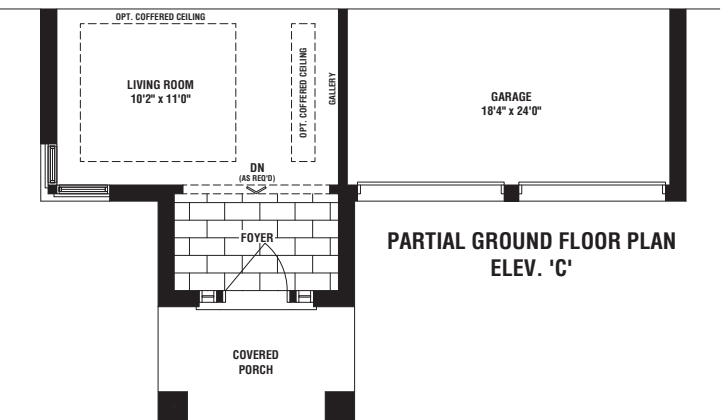 OPT. COFFERED CEILING
LIVING ROOM
10'2" x 11'0"
OPT. COFFERED CEILING
GALLERY
GARAGE
18'4" x 24'0"
DN
(AS REQ'D)
FOYER
PARTIAL GROUND FLOOR PLAN
ELEV. 'C'
COVERED
PORCH